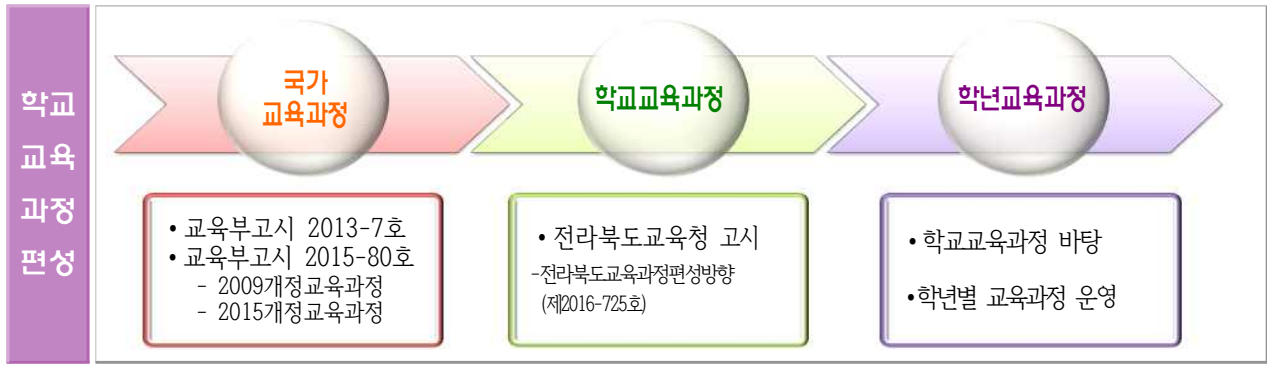 학교
교육
과정
편성
국가
교육과정
• 교육부고시 2013-7호
• 교육부고시 2015-80호
- 2009개정교육과정
- 2015개정교육과정
학교교육과정
• 전라북도교육청 고시
-전라북도교육과정편성방향
(제2016-725호)
학년교육과정
• 학교교육과정 바탕
•학년별 교육과정 운영